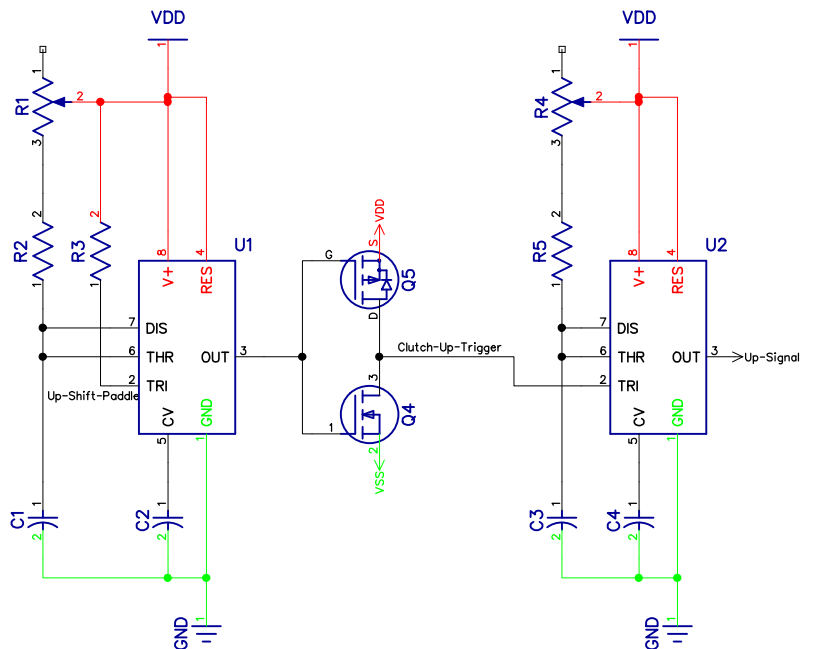 VDD
VDD
1
1
1
R1
2
3
1
R4
2
3
2
R2
1
2
R3
1
2
R5
1
S
VDD
G
Q5
D
U1
8
V+
4
RES
7
DIS
6
THR
2
TRI
OUT
3
CV
5
GND
1
Up-Shift-Paddle
Clutch-Up-Trigger
3
Q4
1
2
VSS
U2
8
V+
4
RES
7
DIS
6
THR
2
TRI
OUT
3
Up-Signal
CV
5
GND
1
C1
1
2
C2
1
2
C3
1
2
C4
1
2
GND
1
GND
1